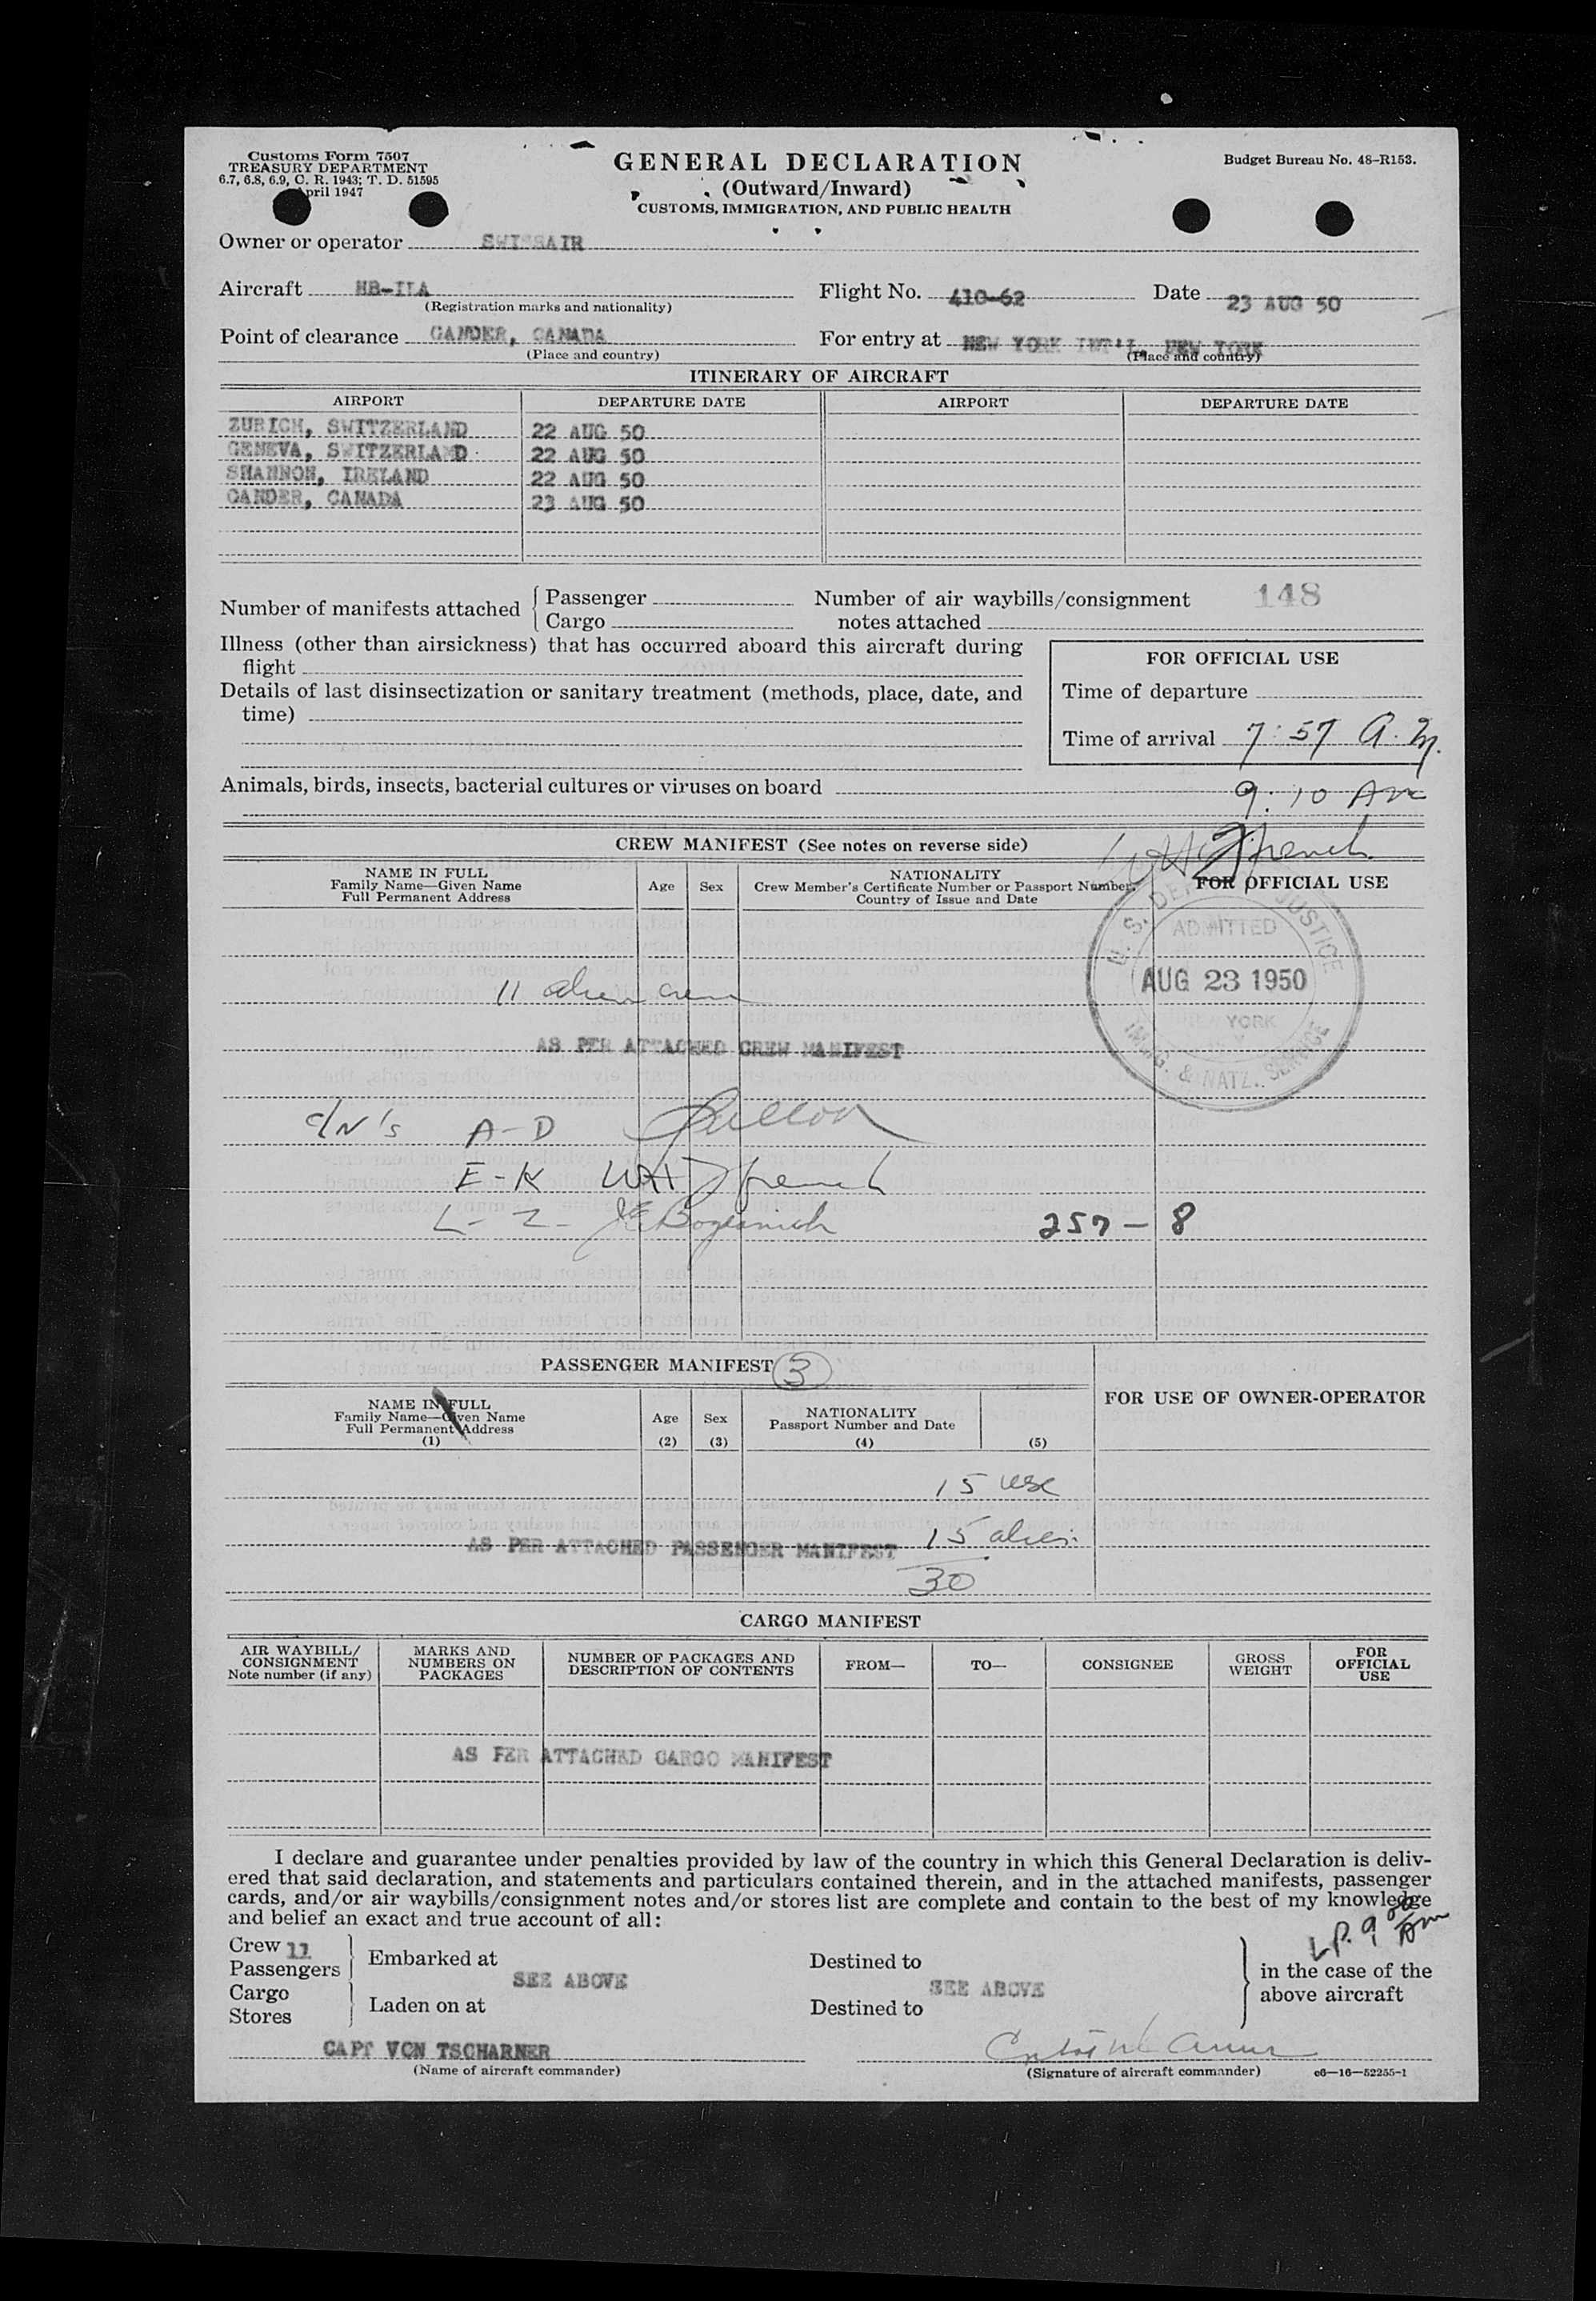 Customs Form 7507
TREASURY DEPARTMENT
6.7, 6.8, 6.9, C. R. 1943; T. D. 51595
April 1947
GENERAL DECLARATION
(Outward/Inward)
CUSTOMS, IMMIGRATION, AND PUBLIC HEALTH
Budget Bureau No. 48-R153.
Owner or operator SWISSAIR
Aircraft HB-ILA Flight No. 410-62 Date 23 AUG 50
(Registration marks and nationality)
Point of clearance GANDER, CANADA For entry at NEW YORK INT'L, NEW YORK
(Place and country) (Place and country)
ITINERARY OF AIRCRAFT
AIRPORT DEPARTURE DATE AIRPORT DEPARTURE DATE
ZURICH, SWITZERLAND 22 AUG 50
GENEVA, SWITZERLAND 22 AUG 50
SHANNON, IRELAND 22 AUG 50
GANDER, CANADA 23 AUG 50
Number of manifests attached { Passenger
Cargo
Number of air waybills/consignment
notes attached
148
Illness (other than airsickness) that has occurred aboard this aircraft during
flight
Details of last disinsectization or sanitary treatment (methods, place, date, and
time)
FOR OFFICIAL USE
Time of departure
Time of arrival 7:57 A.M.
Animals, birds, insects, bacterial cultures or viruses on board
9:10 AM
CREW MANIFEST (See notes on reverse side)
French
NAME IN FULL
Family Name—Given Name
Full Permanent Address
Age Sex
NATIONALITY
Crew Member's Certificate Number or Passport Number,
Country of Issue and Date
FOR OFFICIAL USE
U. S. DEPT. JUSTICE
ADMITTED
AUG 23 1950
NEW YORK
IMMIG. & NATZ. SERVICE
11 alien crew
AS PER ATTACHED CREW MANIFEST
C/N's A-D
E-K WH French
L-Z- 257-8
PASSENGER MANIFEST 3
NAME IN FULL
Family Name—Given Name
Full Permanent Address
(1)
Age
(2)
Sex
(3)
NATIONALITY
Passport Number and Date
(4) (5)
FOR USE OF OWNER-OPERATOR
15 USC
AS PER ATTACHED PASSENGER MANIFEST 15 alien
30
CARGO MANIFEST
AIR WAYBILL/
CONSIGNMENT
Note number (if any)
MARKS AND
NUMBERS ON
PACKAGES
NUMBER OF PACKAGES AND
DESCRIPTION OF CONTENTS
FROM— TO— CONSIGNEE
GROSS
WEIGHT
FOR
OFFICIAL
USE
AS PER ATTACHED CARGO MANIFEST
I declare and guarantee under penalties provided by law of the country in which this General Declaration is deliv-
ered that said declaration, and statements and particulars contained therein, and in the attached manifests, passenger
cards, and/or air waybills/consignment notes and/or stores list are complete and contain to the best of my knowledge
and belief an exact and true account of all:
Crew 11
Passengers
Cargo
Stores
Embarked at
SEE ABOVE
Laden on at
Destined to
SEE ABOVE
Destined to
in the case of the
above aircraft
CAPT VON TSCHARNER
(Name of aircraft commander)
(Signature of aircraft commander) c6—16—52255-1